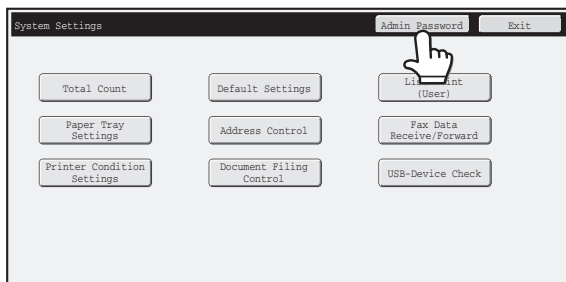 System Settings
Admin Password
Exit
Total Count
Default Settings
(User)
Paper Tray
Settings
Address Control
Fax Data
Receive/Forward
Printer Condition
Settings
Document Filing
Control
USB-Device Check